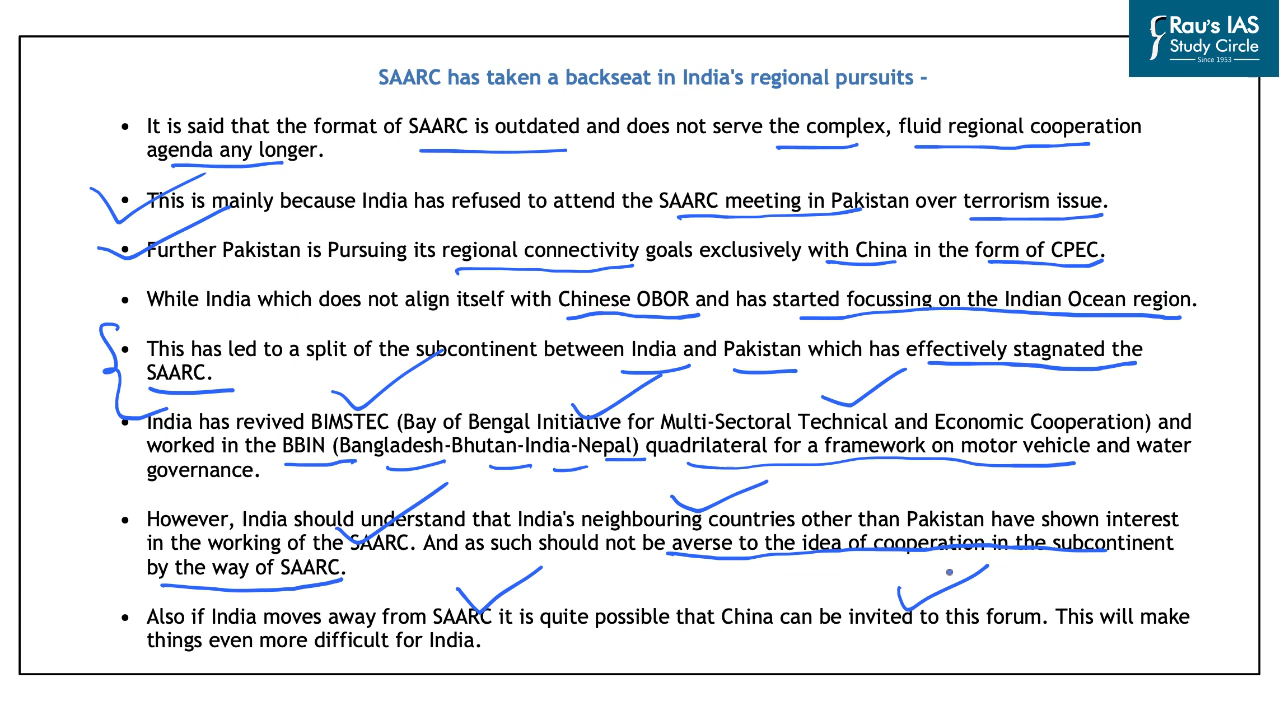 Rau's IAS
Study Circle
Since 1953
SAARC has taken a backseat in India's regional pursuits -
• It is said that the format of SAARC is outdated and does not serve the complex, fluid regional cooperation
agenda any longer.
• This is mainly because India has refused to attend the SAARC meeting in Pakistan over terrorism issue.
• Further Pakistan is Pursuing its regional connectivity goals exclusively with China in the form of CPEC.
• While India which does not align itself with Chinese OBOR and has started focussing on the Indian Ocean region.
• This has led to a split of the subcontinent between India and Pakistan which has effectively stagnated the
SAARC.
• India has revived BIMSTEC (Bay of Bengal Initiative for Multi-Sectoral Technical and Economic Cooperation) and
worked in the BBIN (Bangladesh-Bhutan-India-Nepal) quadrilateral for a framework on motor vehicle and water
governance.
• However, India should understand that India's neighbouring countries other than Pakistan have shown interest
in the working of the SAARC. And as such should not be averse to the idea of cooperation in the subcontinent
by the way of SAARC.
• Also if India moves away from SAARC it is quite possible that China can be invited to this forum. This will make
things even more difficult for India.